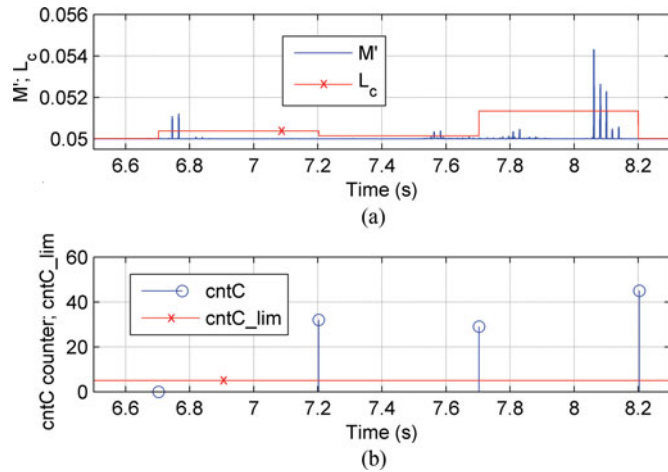 0.056
0.054
0.052
0.05
M'; L_c
M'
L_c
6.6 6.8 7 7.2 7.4 7.6 7.8 8 8.2
Time (s)
(a)
60
40
20
0
cntC counter; cntC_lim
cntC
cntC_lim
6.6 6.8 7 7.2 7.4 7.6 7.8 8 8.2
Time (s)
(b)